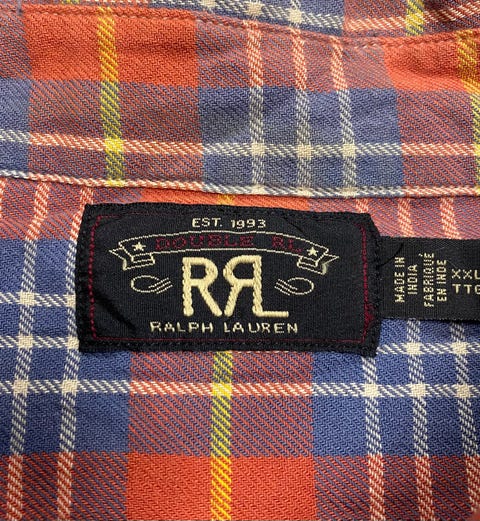 EST. 1993
DOUBLE RL
RRL
RALPH LAUREN
MADE IN
INDIA
FABRIQUÉ
EN INDE
XXL
TTG